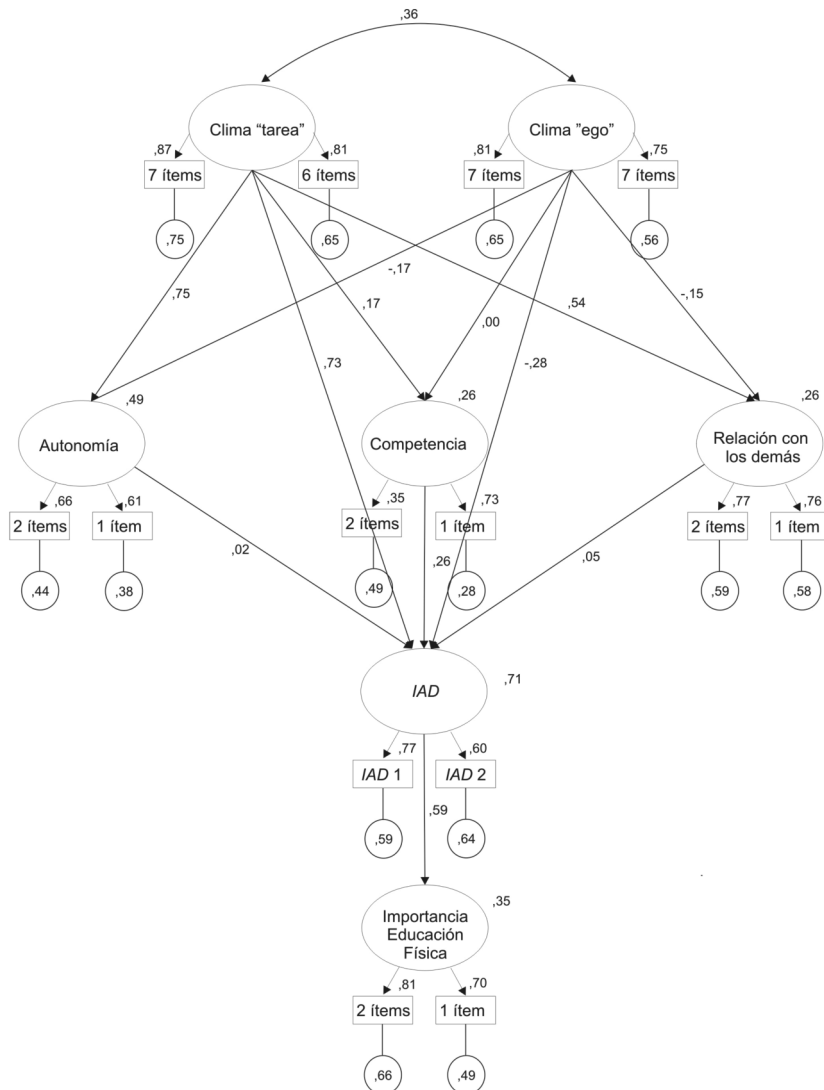 ,36
Clima “tarea”
Clima ”ego”
,87
,81
,81
,75
7 ítems
6 ítems
7 ítems
7 ítems
,75
,65
,65
,56
-,17
,75
,17
,00
,54
-,15
,73
-,28
,49
,26
,26
Autonomía
Competencia
Relación con
los demás
,66
,61
,35
,73
,77
,76
2 ítems
1 ítem
2 ítems
1 ítem
2 ítems
1 ítem
,02
,26
,05
,44
,38
,49
,28
,59
,58
IAD
,71
,77
,60
IAD 1
IAD 2
,59
,59
,64
,35
Importancia
Educación
Física
,81
,70
2 ítems
1 ítem
,66
,49